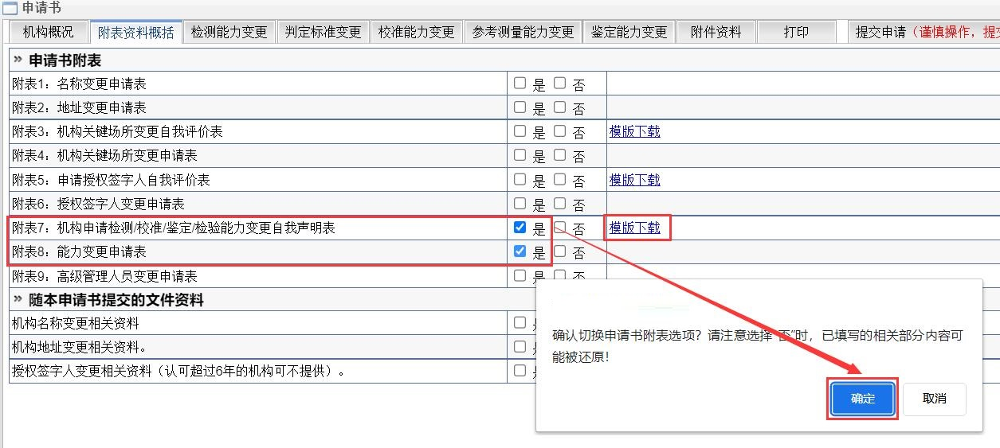 申请书
机构概况 附表资料概括 检测能力变更 判定标准变更 校准能力变更 参考测量能力变更 鉴定能力变更 附件资料 打印 提交申请（谨慎操作，提交
» 申请书附表
附表1：名称变更申请表 是 否
附表2：地址变更申请表 是 否
附表3：机构关键场所变更自我评价表 是 否 模版下载
附表4：机构关键场所变更申请表 是 否
附表5：申请授权签字人自我评价表 是 否 模版下载
附表6：授权签字人变更申请表 是 否
附表7：机构申请检测/校准/鉴定/检验能力变更自我声明表 是 否 模版下载
附表8：能力变更申请表 是 否
附表9：高级管理人员变更申请表 是 否
» 随本申请书提交的文件资料
机构名称变更相关资料
机构地址变更相关资料。
授权签字人变更相关资料（认可超过6年的机构可不提供）。
确认切换申请书附表选项？请注意选择“否”时，已填写的相关部分内容可
能被还原！
确定 取消